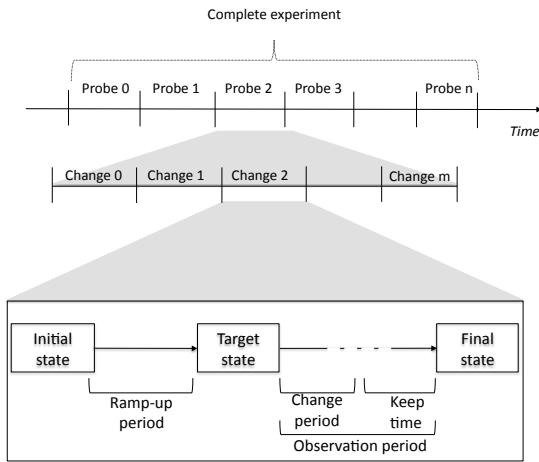 Complete experiment
Probe 0 Probe 1 Probe 2 Probe 3 Probe n
Time
Change 0 Change 1 Change 2 Change m
Initial
state
Target
state
Final
state
Ramp-up
period
Change
period
Keep
time
Observation period